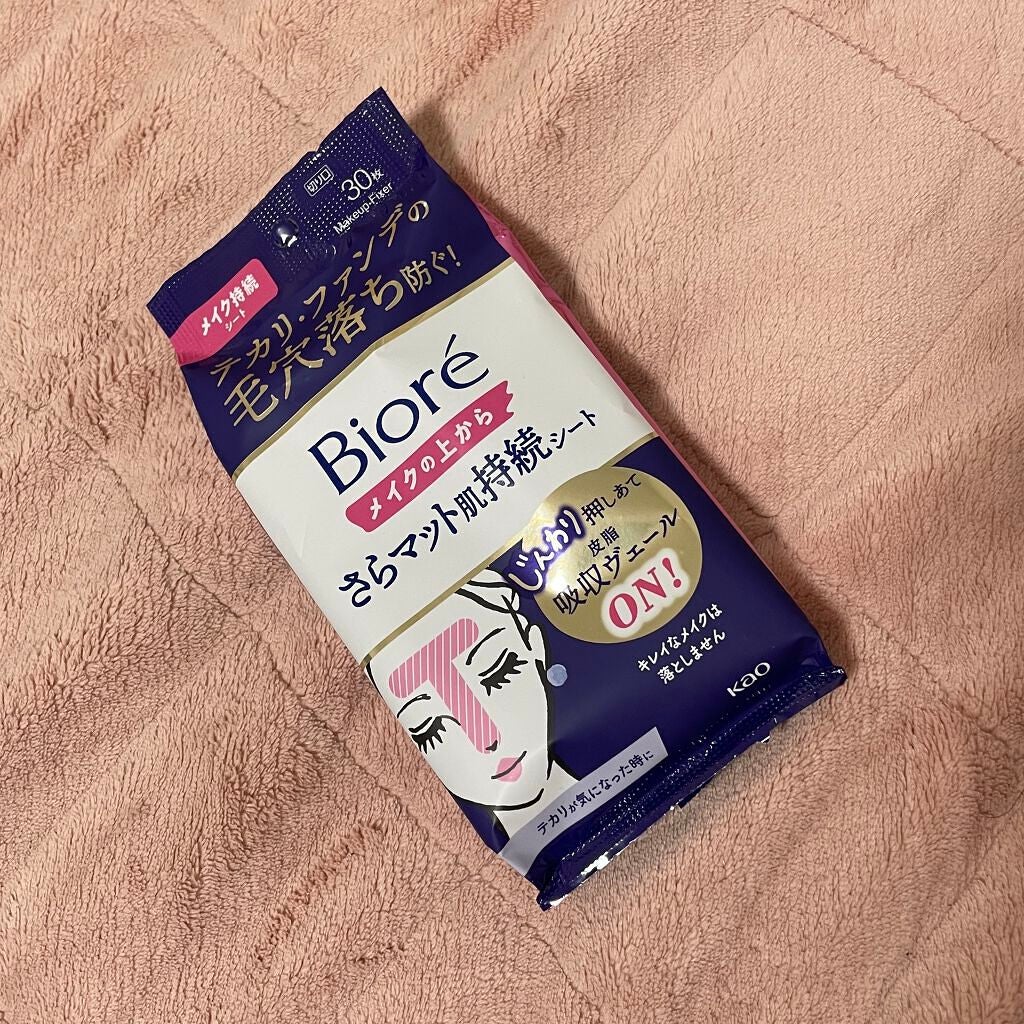 切り口
30枚
Makeup-Fixer
メイク持続
シート
テカリ・ファンデの
毛穴落ち防ぐ!
Bioré
メイクの上から
さらマット肌持続シート
じんわり押しあて
皮脂
吸収ヴェール
ON!
キレイなメイクは
落としません
Kao
テカリが気になった時に